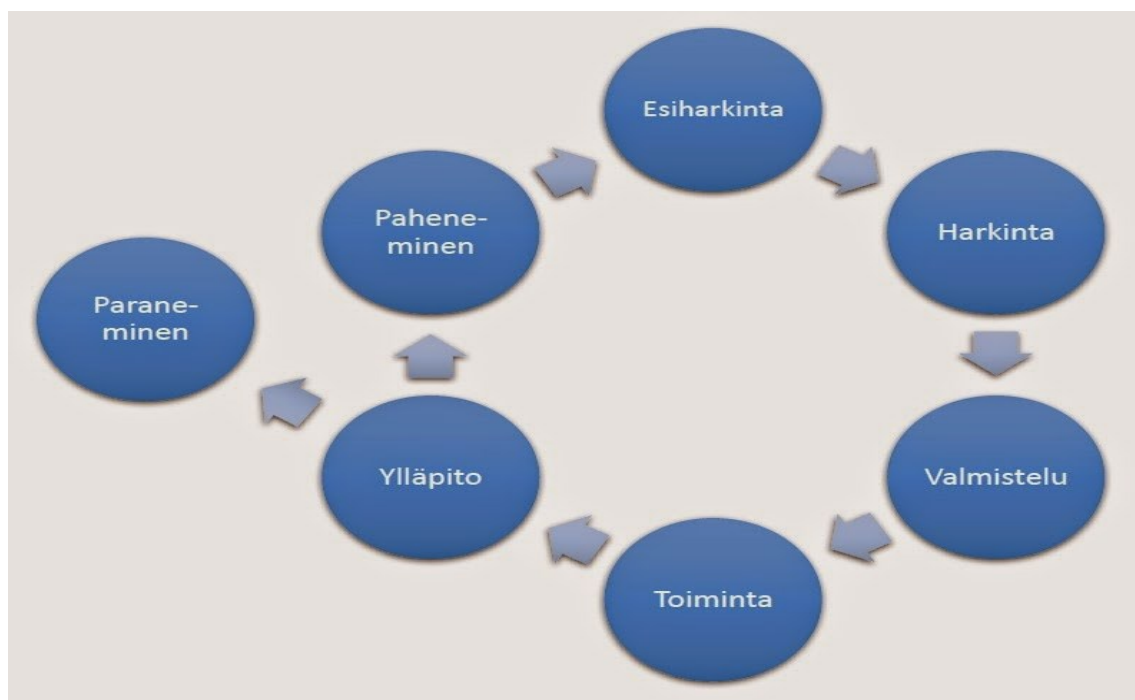 Esiharkinta
Harkinta
Valmistelu
Toiminta
Ylläpito
Pahene-
minen
Parane-
minen